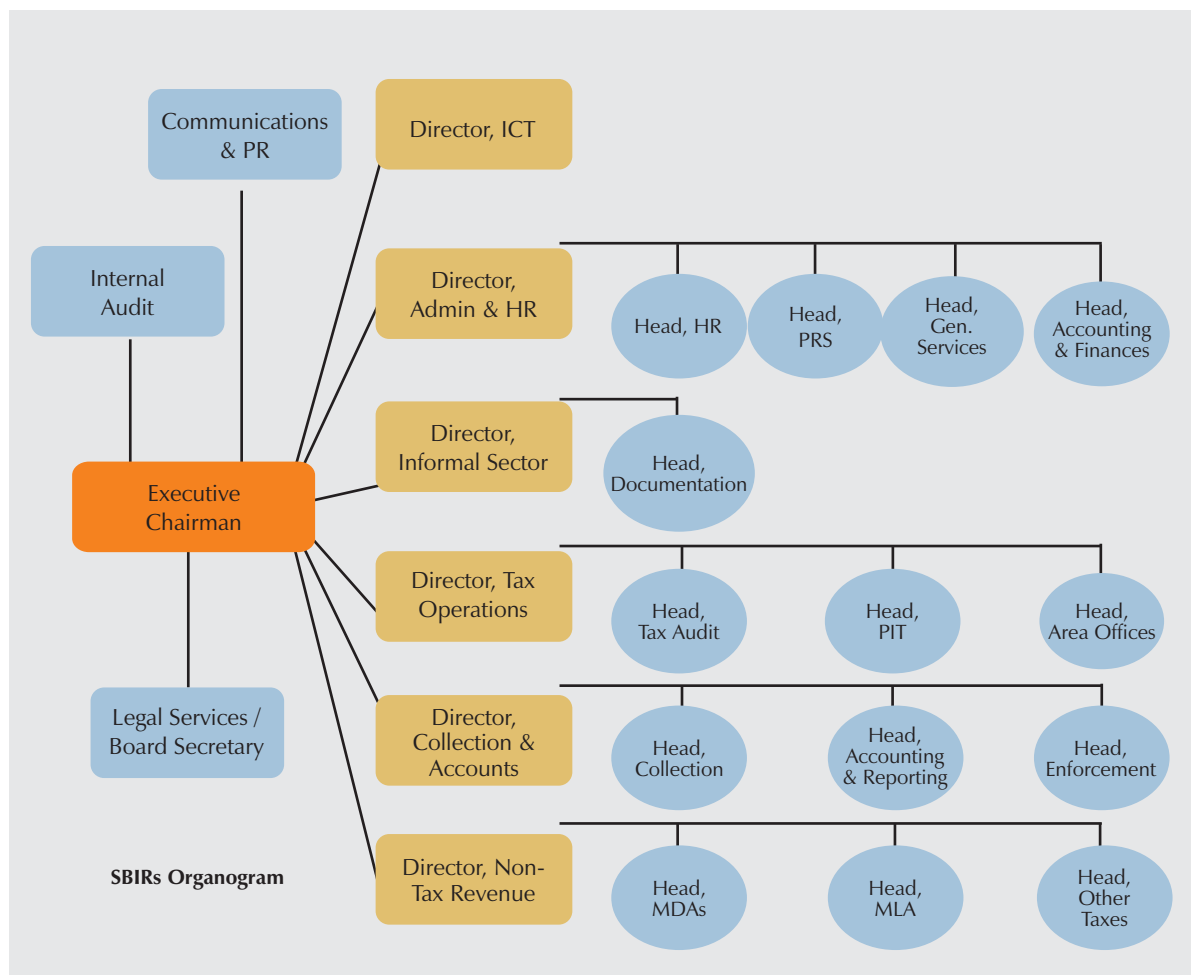 Communications
& PR
Director, ICT
Internal
Audit
Director,
Admin & HR
Head, HR
Head,
PRS
Head,
Gen.
Services
Head,
Accounting
& Finances
Director,
Informal Sector
Head,
Documentation
Executive
Chairman
Director, Tax
Operations
Head,
Tax Audit
Head,
PIT
Head,
Area Offices
Legal Services /
Board Secretary
Director,
Collection &
Accounts
Head,
Collection
Head,
Accounting
& Reporting
Head,
Enforcement
SBIRs Organogram
Director, Non-
Tax Revenue
Head,
MDAs
Head,
MLA
Head,
Other
Taxes